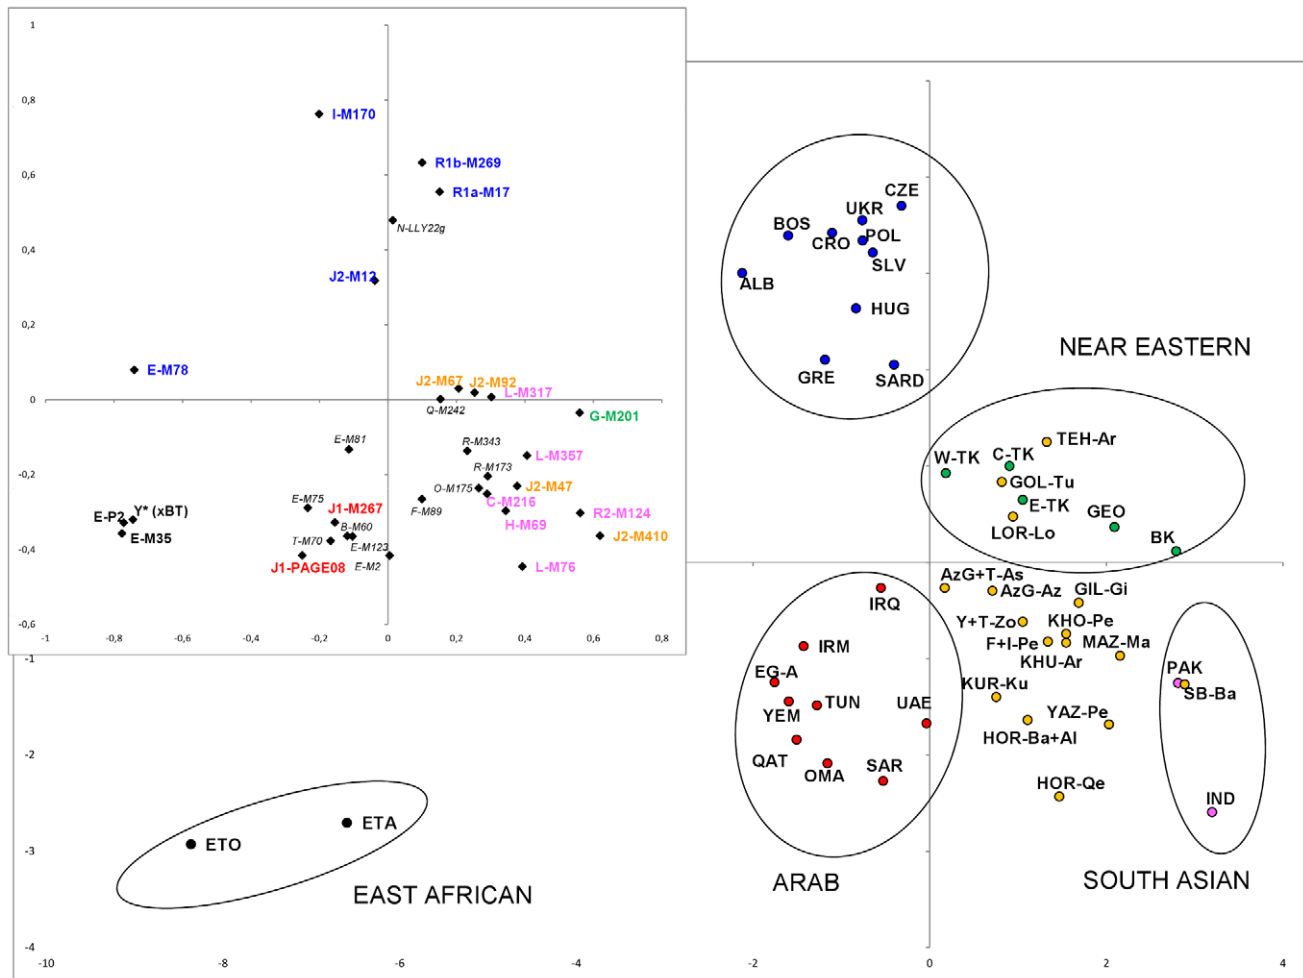 1
0,8
I-M170
R1b-M269
0,6
R1a-M17
N-LLY22g
0,4
J2-M12
0,2
E-M78
J2-M67
J2-M92
L-M317
Q-M242
G-M201
0
E-M81
R-M343
L-M357
-0,2
R-M173
O-M175
J2-M47
C-M216
E-M75
J1-M267
F-M89
H-M69
R2-M124
E-P2
Y* (xBT)
E-M35
B-M60
T-M70
E-M123
J2-M410
-0,4
J1-PAGE08
E-M2
L-M76
-0,6
-1
-0,8
-0,6
-0,4
-0,2
0
0,2
0,4
0,6
0,8
CZE
UKR
BOS
CRO
POL
SLV
ALB
HUG
GRE
SARD
NEAR EASTERN
TEH-Ar
W-TK
C-TK
GOL-Tu
E-TK
GEO
LOR-Lo
BK
AzG+T-As
AzG-Az
GIL-Gi
IRQ
Y+T-Zo
KHO-Pe
F+I-Pe
MAZ-Ma
IRM
KHU-Ar
-1
PAK
EG-A
KUR-Ku
SB-Ba
YEM
TUN
UAE
YAZ-Pe
HOR-Ba+Al
QAT
OMA
SAR
-2
HOR-Qe
IND
ETA
ETO
-3
EAST AFRICAN
ARAB
SOUTH ASIAN
-4
-10
-8
-6
-4
-2
0
2
4